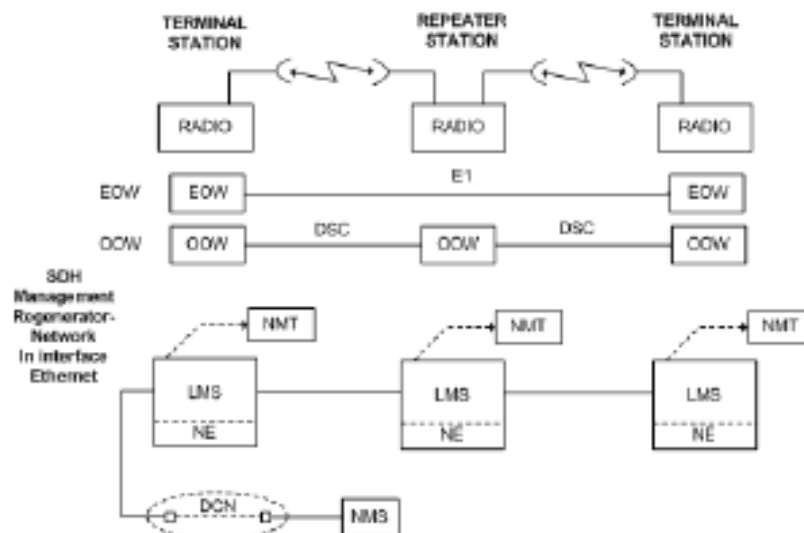 TERMINAL
STATION
REPEATER
STATION
TERMINAL
STATION
RADIO
RADIO
RADIO
E1
EOW
EOW
EOW
DSC
DSC
OOW
OOW
OOW
OOW
SDH
Management
Regenerator-
Network
In interface
Ethernet
NMT
NMT
NMT
LMS
LMS
LMS
NE
NE
NE
DCN
NMS